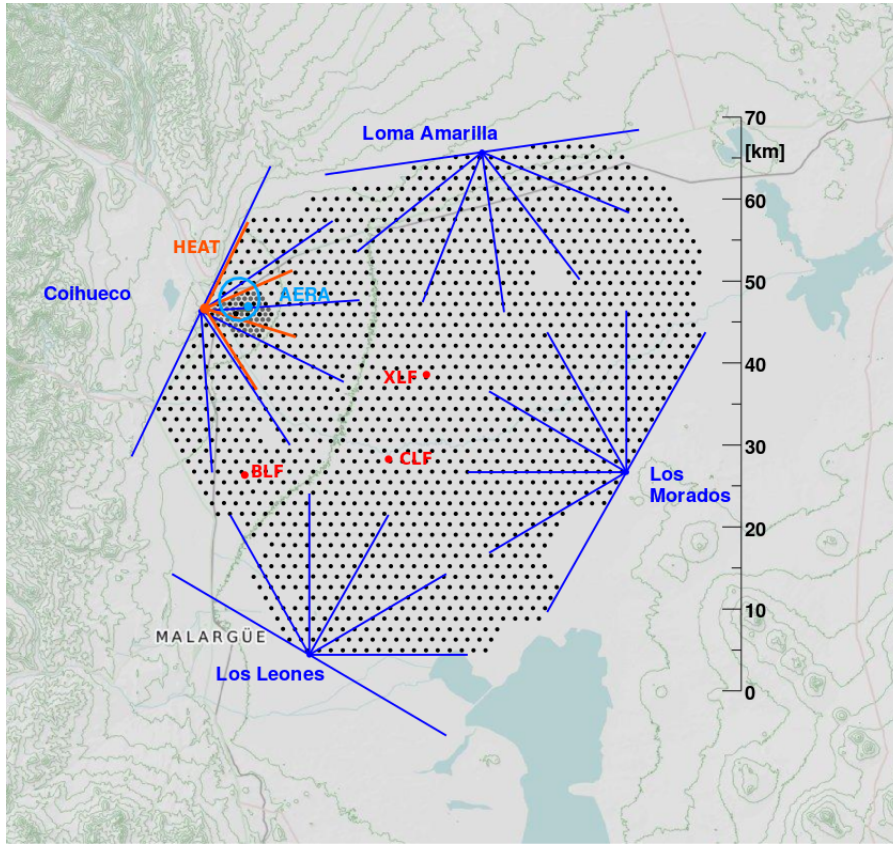 70
Loma Amarilla
[km]
60
HEAT
50
Coihueco
AERA
40
XLF
30
CLF
BLF
Los
Morados
20
10
MALARGÜE
Los Leones
0